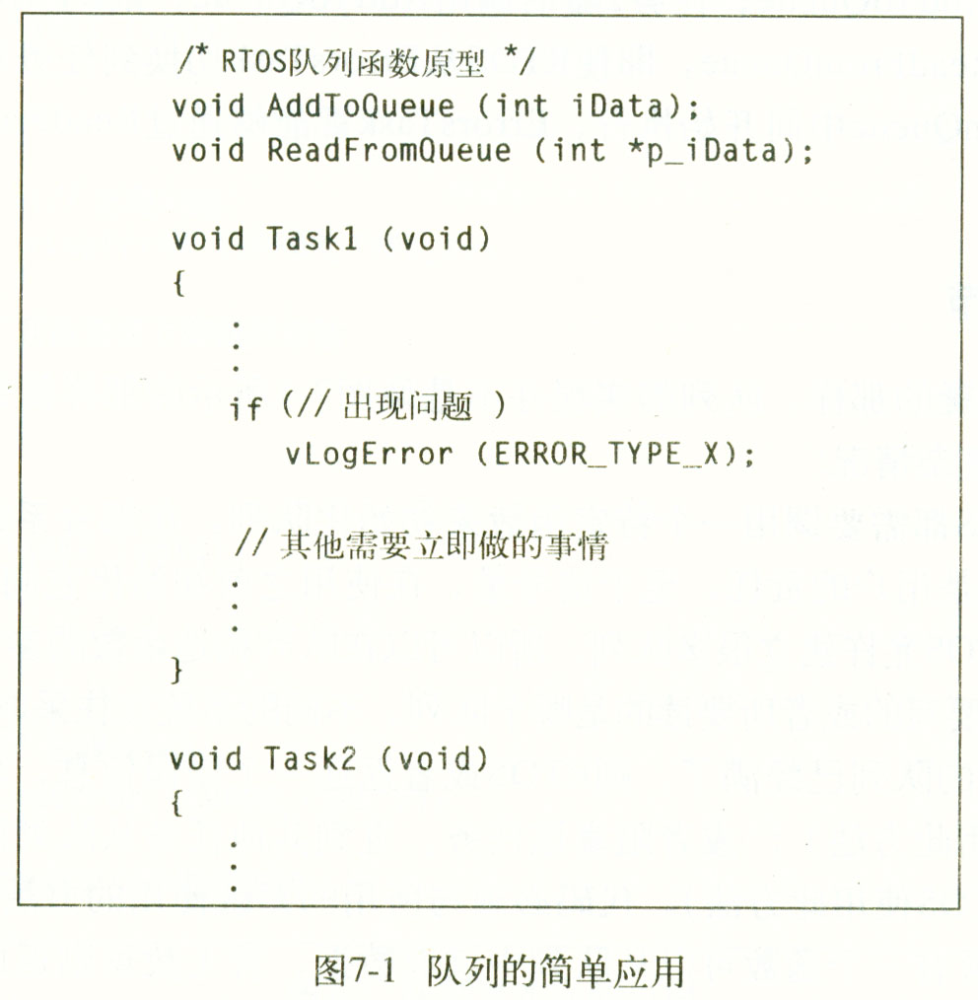 /* RTOS队列函数原型 */
void AddToQueue (int iData);
void ReadFromQueue (int *p_iData);
void Task1 (void)
{
.
.
.
if (// 出现问题 )
vLogError (ERROR_TYPE_X);
// 其他需要立即做的事情
.
.
.
}
void Task2 (void)
{
.
.
.
图7-1 队列的简单应用